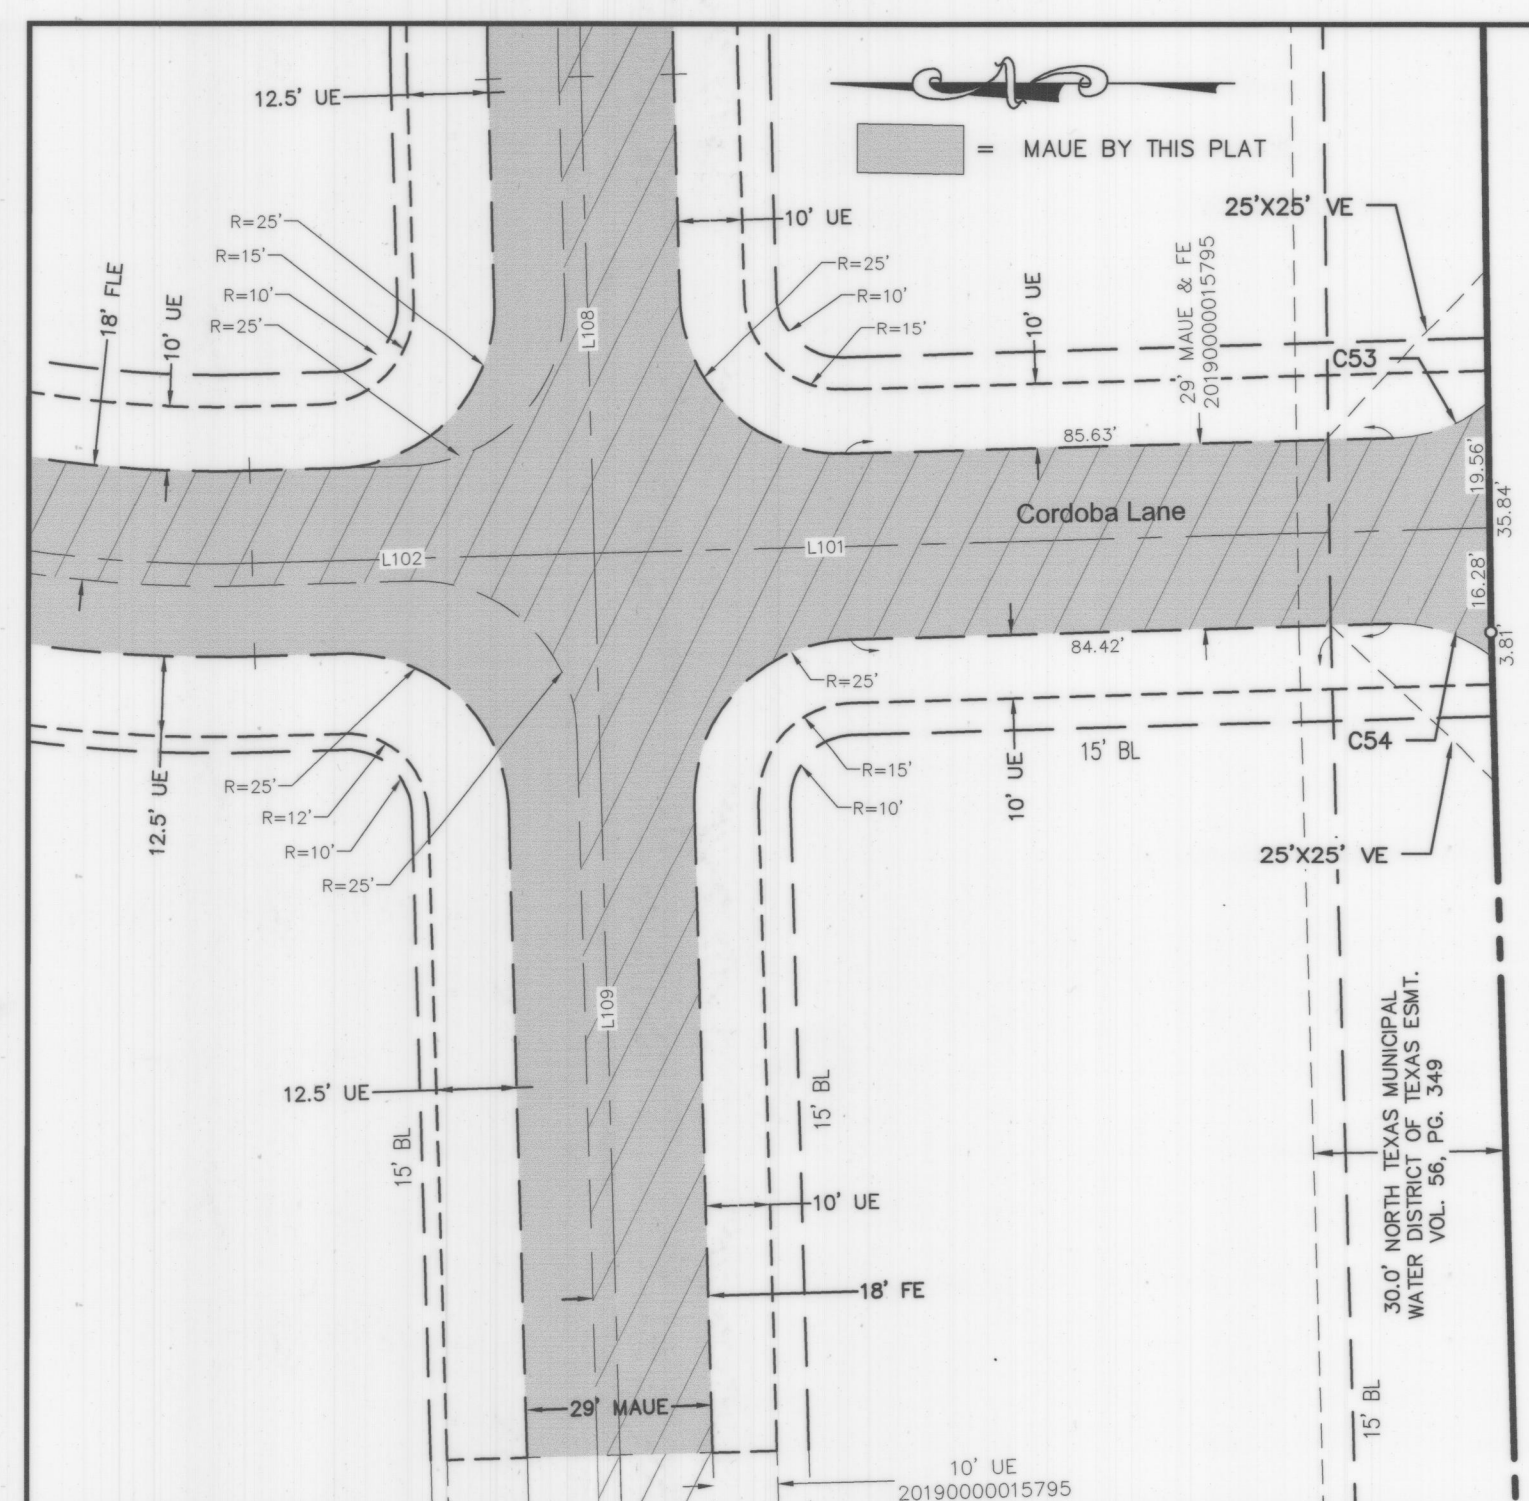 12.5' UE
= MAUE BY THIS PLAT
25'X25' VE
10' UE
R=25'
R=15'
R=10'
R=25'
18' FLE
10' UE
R=25'
R=10'
R=15'
10' UE
29' MAUE & FE
20190000015795
C53
L108
85.63'
19.56'
35.84'
Cordoba Lane
L102
L101
16.28'
3.81'
84.42'
R=25'
C54
15' BL
10' UE
R=15'
R=10'
12.5' UE
R=25'
R=12'
R=10'
R=25'
25'X25' VE
L109
12.5' UE
15' BL
15' BL
10' UE
18' FE
30.0' NORTH TEXAS MUNICIPAL
WATER DISTRICT OF TEXAS ESMT.
VOL. 56, PG. 349
29' MAUE
15' BL
10' UE
20190000015795